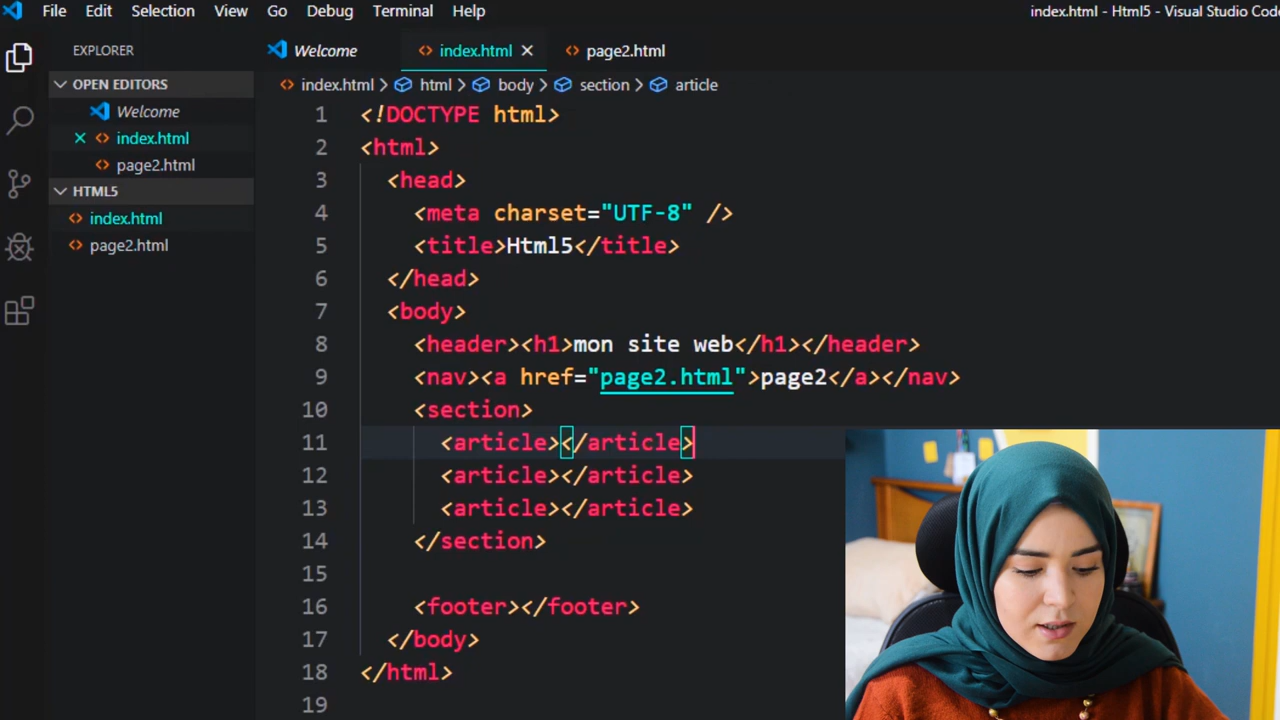 File Edit Selection View Go Debug Terminal Help
index.html - Html5 - Visual Studio Cod
EXPLORER
OPEN EDITORS
Welcome
index.html
page2.html
HTML5
index.html
page2.html
Welcome index.html page2.html
index.html > html > body > section > article
1 <!DOCTYPE html>
2 <html>
3 <head>
4 <meta charset="UTF-8" />
5 <title>Html5</title>
6 </head>
7 <body>
8 <header><h1>mon site web</h1></header>
9 <nav><a href="page2.html">page2</a></nav>
10 <section>
11 <article></article>
12 <article></article>
13 <article></article>
14 </section>
15
16 <footer></footer>
17 </body>
18 </html>
19